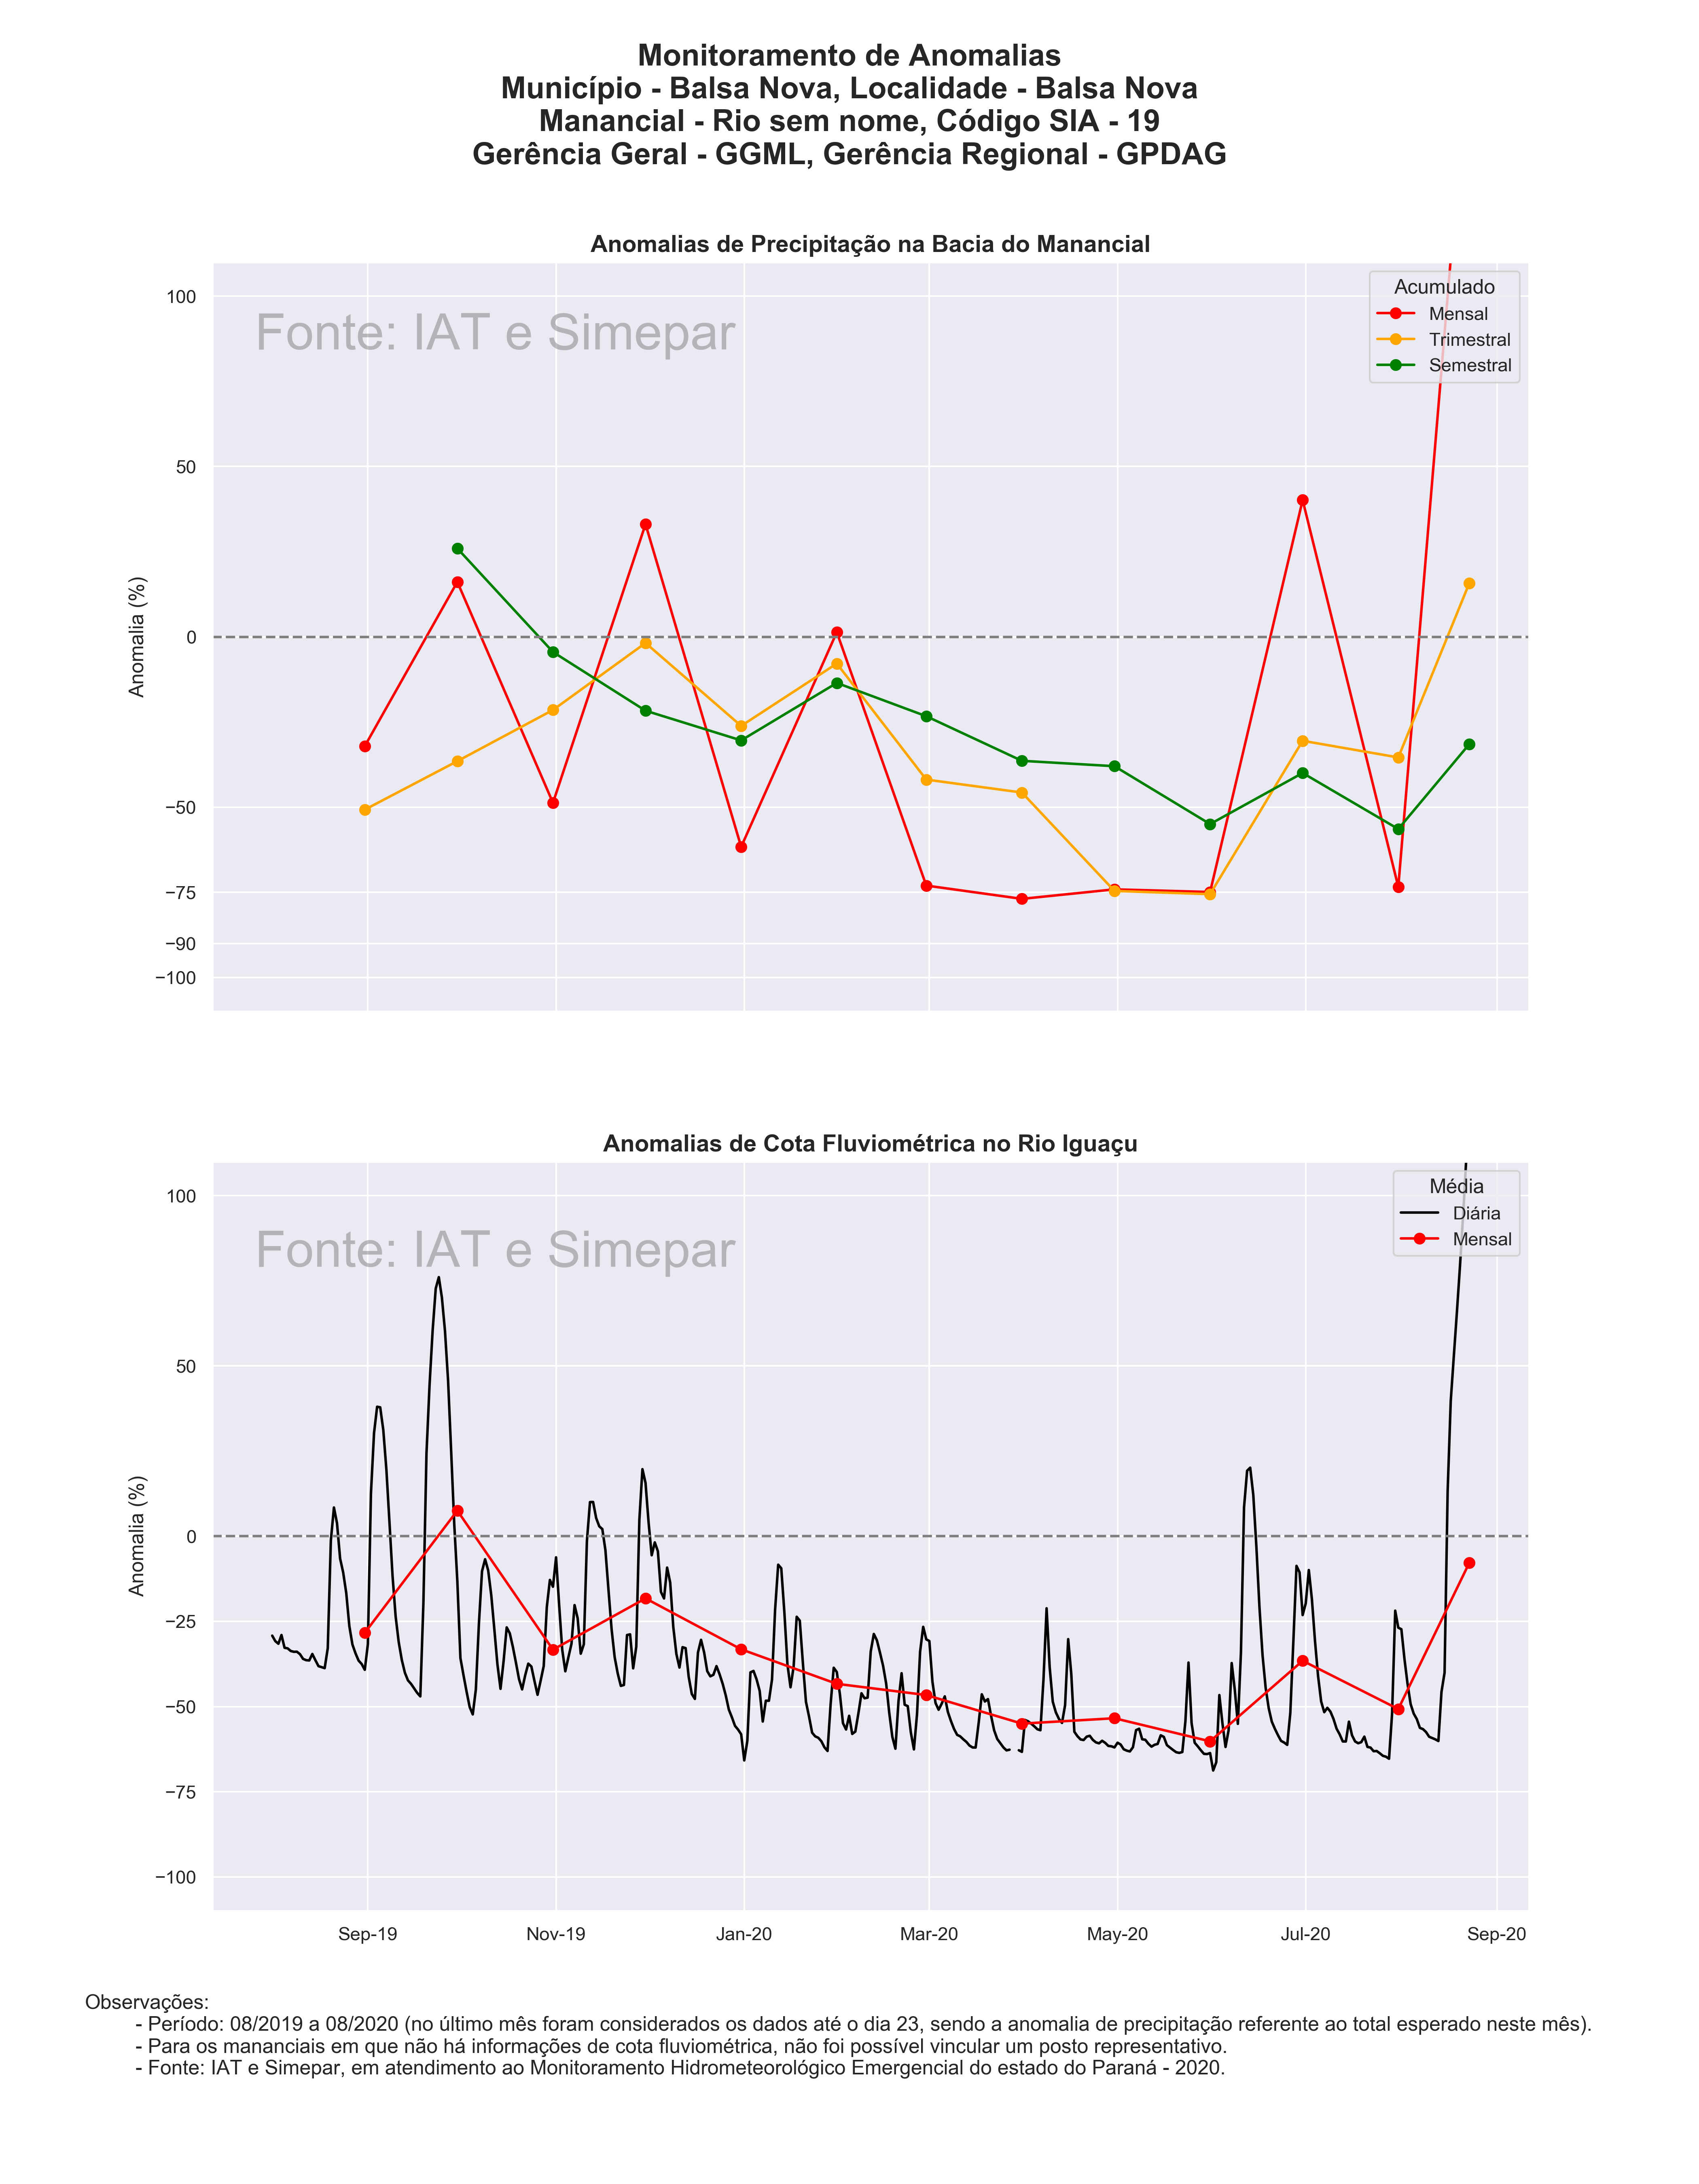 Monitoramento de Anomalias
Município - Balsa Nova, Localidade - Balsa Nova
Manancial - Rio sem nome, Código SIA - 19
Gerência Geral - GGML, Gerência Regional - GPDAG
Anomalias de Precipitação na Bacia do Manancial
Fonte: IAT e Simepar
Acumulado
Mensal
Trimestral
Semestral
Anomalia (%)
100
50
0
−50
−75
−90
−100
Anomalias de Cota Fluviométrica no Rio Iguaçu
Fonte: IAT e Simepar
Média
Diária
Mensal
Anomalia (%)
100
50
0
−25
−50
−75
−100
Sep-19 Nov-19 Jan-20 Mar-20 May-20 Jul-20 Sep-20
Observações:
- Período: 08/2019 a 08/2020 (no último mês foram considerados os dados até o dia 23, sendo a anomalia de precipitação referente ao total esperado neste mês).
- Para os mananciais em que não há informações de cota fluviométrica, não foi possível vincular um posto representativo.
- Fonte: IAT e Simepar, em atendimento ao Monitoramento Hidrometeorológico Emergencial do estado do Paraná - 2020.